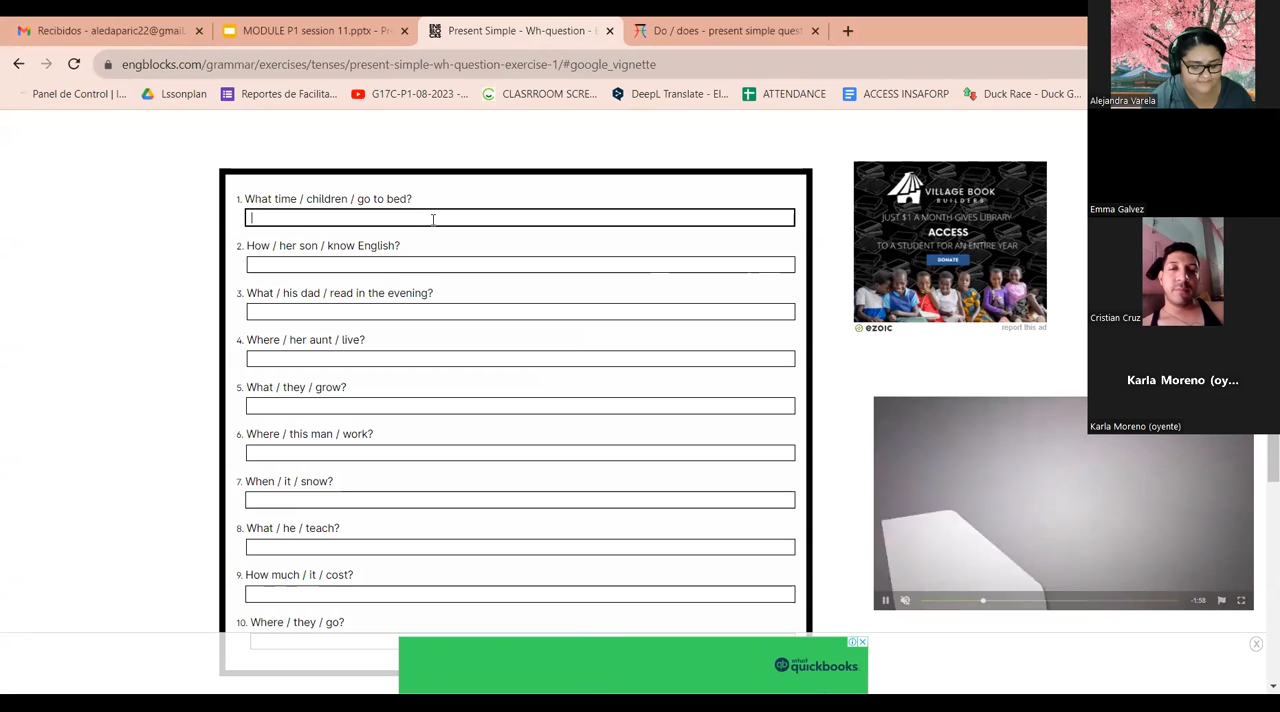 Recibidos - aledaparic22@gmail.
MODULE P1 session 11.pptx - Pr
Present Simple - Wh-question - E
Do / does - present simple quest
engblocks.com/grammar/exercises/tenses/present-simple-wh-question-exercise-1/#google_vignette
Panel de Control | I...
Lssonplan
Reportes de Facilita...
G17C-P1-08-2023 -...
CLASRROOM SCRE...
DeepL Translate - El...
ATTENDANCE
ACCESS INSAFORP
Duck Race - Duck G...
Alejandra Varela
Emma Galvez
Cristian Cruz
Karla Moreno (oy...
Karla Moreno (oyente)
1. What time / children / go to bed?
2. How / her son / know English?
3. What / his dad / read in the evening?
4. Where / her aunt / live?
5. What / they / grow?
6. Where / this man / work?
7. When / it / snow?
8. What / he / teach?
9. How much / it / cost?
10. Where / they / go?
VILLAGE BOOK
BUILDERS
JUST $1 A MONTH GIVES LIBRARY
ACCESS
TO A STUDENT FOR AN ENTIRE
YEAR
DONATE
ezoic
report this ad
-1:58
intuit
quickbooks